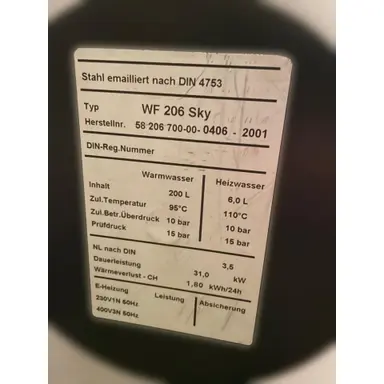 Stahl emailliert nach DIN 4753
Typ WF 206 Sky
Herstellnr. 58 206 700-00- 0406 - 2001
DIN-Reg.Nummer
Warmwasser Heizwasser
Inhalt 200 L 6,0 L
Zul.Temperatur 95°C 110°C
Zul.Betr.Überdruck 10 bar 10 bar
Prüfdruck 15 bar 15 bar
NL nach DIN 3,5
Dauerleistung 31,0 kW
Wärmeverlust - CH 1,60 kWh/24h
E-Heizung Leistung Absicherung
230V1N 50Hz
400V3N 50Hz